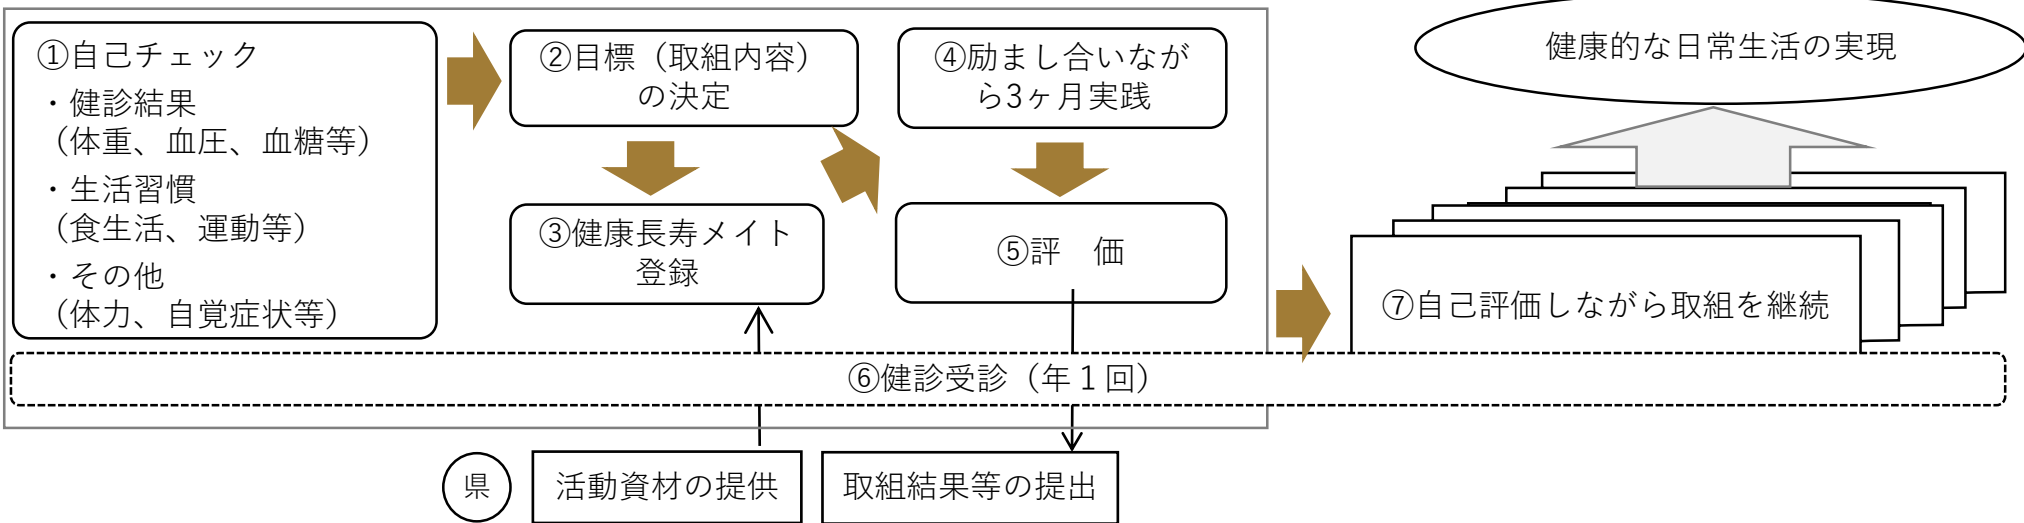 ①自己チェック
・健診結果
（体重、血圧、血糖等）
・生活習慣
（食生活、運動等）
・その他
（体力、自覚症状等）
②目標（取組内容）
の決定
③健康長寿メイト
登録
④励まし合いなが
ら3ヶ月実践
⑤評　価
⑥健診受診（年１回）
健康的な日常生活の実現
⑦自己評価しながら取組を継続
県
活動資材の提供
取組結果等の提出